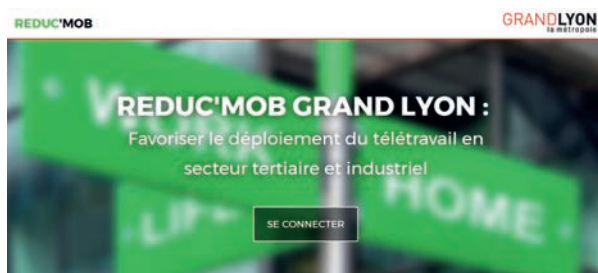 REDUC'MOB
GRANDLYON
la métropole
REDUC'MOB GRAND LYON :
Favoriser le déploiement du télétravail en
secteur tertiaire et industriel
LIFE
HOME
SE CONNECTER